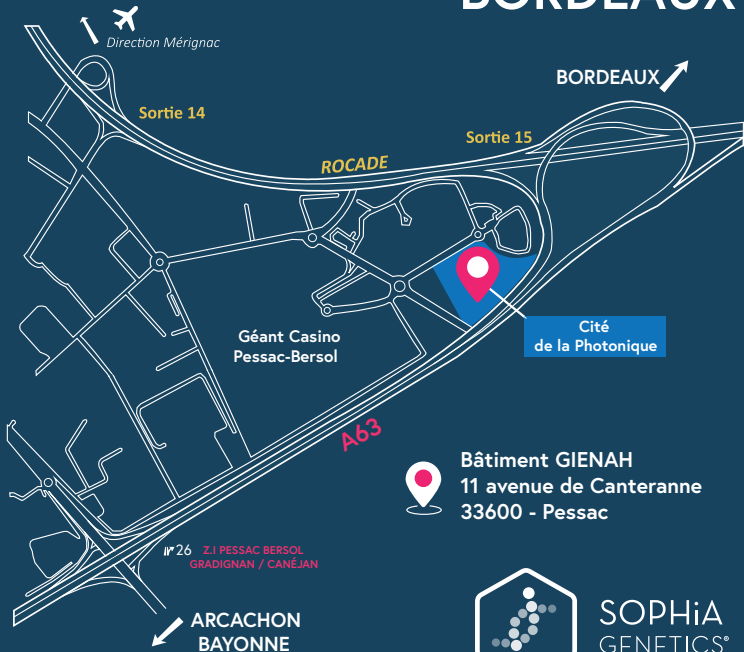 BORDEAUX
Direction Mérignac
BORDEAUX
Sortie 14
Sortie 15
ROCADE
Géant Casino
Pessac-Bersol
Cité
de la Photonique
A63
Bâtiment GIENAH
11 avenue de Canteranne
33600 - Pessac
26 Z.I PESSAC BERSOL
GRADIGNAN / CANÉJAN
ARCACHON
BAYONNE
SOPHiA
GENETICS®